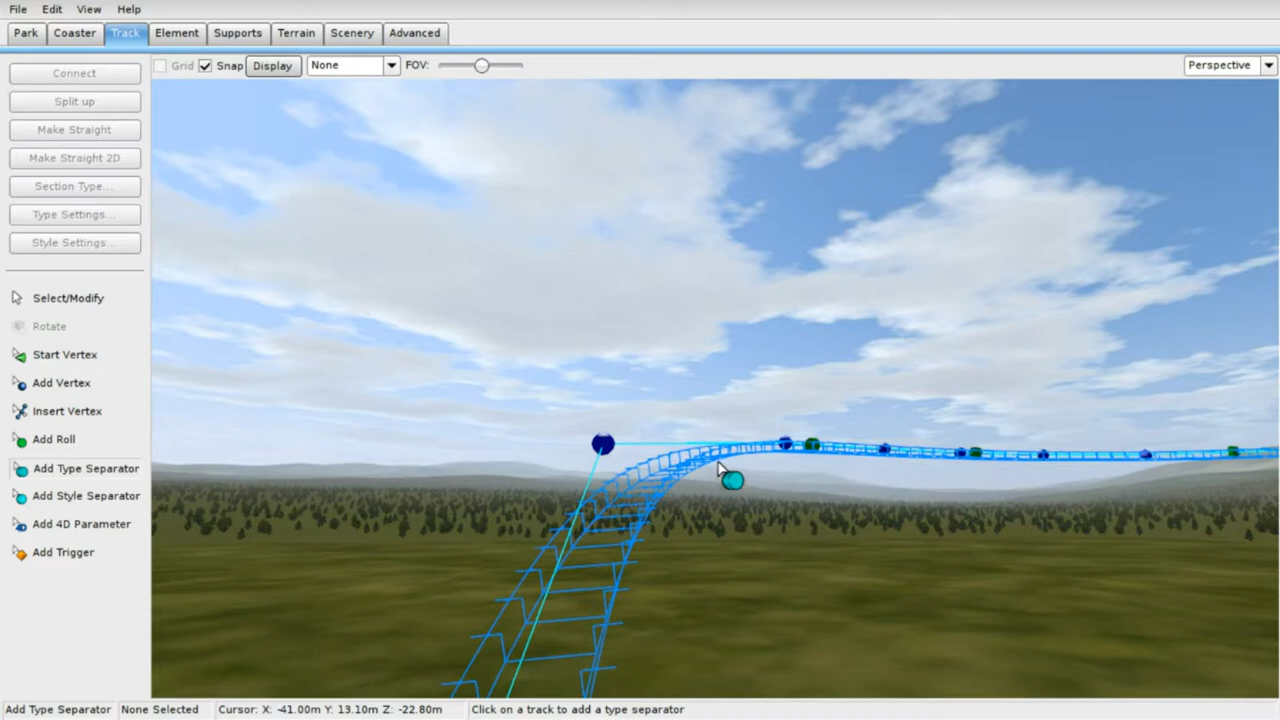 File Edit View Help
Park Coaster Track Element Supports Terrain Scenery Advanced
Grid Snap Display None FOV: Perspective
Connect
Split up
Make Straight
Make Straight 2D
Section Type...
Type Settings...
Style Settings...
Select/Modify
Rotate
Start Vertex
Add Vertex
Insert Vertex
Add Roll
Add Type Separator
Add Style Separator
Add 4D Parameter
Add Trigger
Add Type Separator None Selected Cursor: X: -41.00m Y: 13.10m Z: -22.80m Click on a track to add a type separator